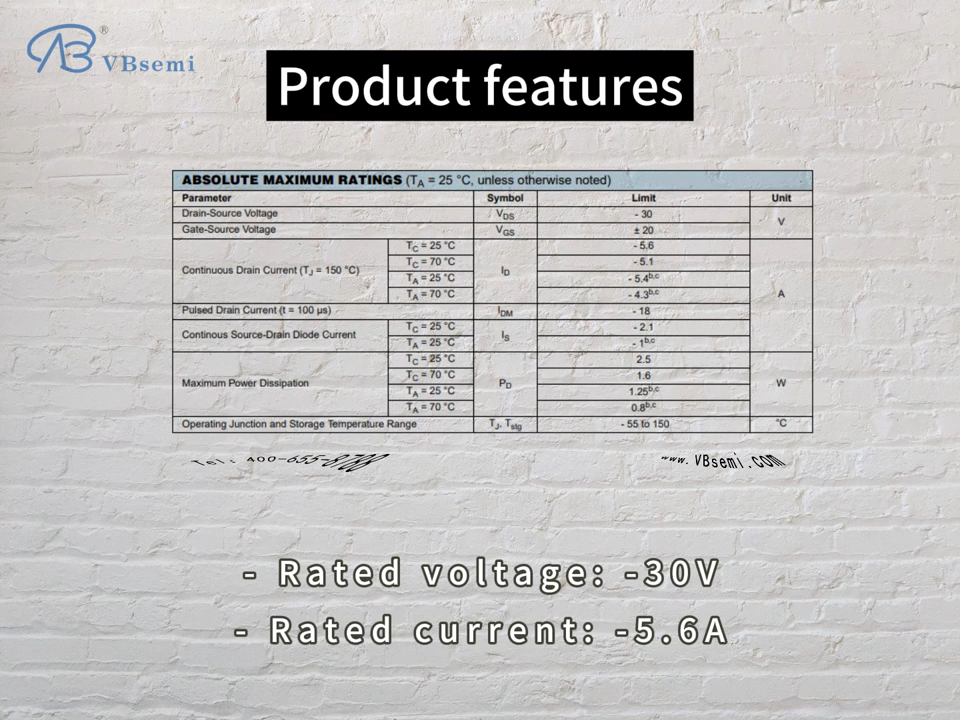 VBsemi®
Product features
ABSOLUTE MAXIMUM RATINGS (TA = 25 °C, unless otherwise noted)
Parameter Symbol Limit Unit
Drain-Source Voltage VDS - 30 V
Gate-Source Voltage VGS ± 20
Continuous Drain Current (TJ = 150 °C) TC = 25 °C ID - 5.6 A
TC = 70 °C - 5.1
TA = 25 °C - 5.4b,c
TA = 70 °C - 4.3b,c
Pulsed Drain Current (t = 100 µs) IDM - 18
Continous Source-Drain Diode Current TC = 25 °C IS - 2.1
TA = 25 °C - 1b,c
Maximum Power Dissipation TC = 25 °C PD 2.5 W
TC = 70 °C 1.6
TA = 25 °C 1.25b,c
TA = 70 °C 0.8b,c
Operating Junction and Storage Temperature Range TJ, Tstg - 55 to 150 °C
Tel: 400-655-8788 www.VBsemi.com
- Rated voltage: -30V
- Rated current: -5.6A